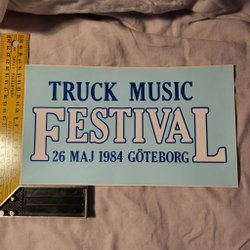 TRUCK MUSIC
FESTIVAL
26 MAJ 1984 GÖTEBORG